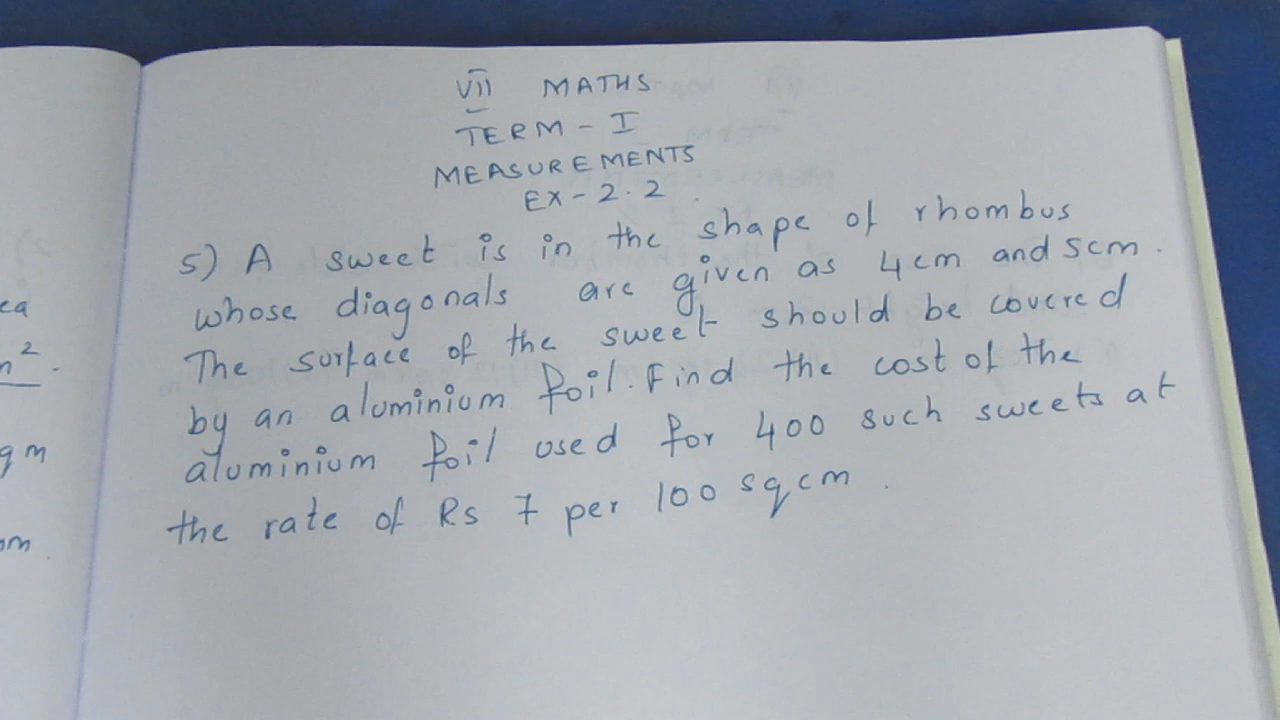 VII MATHS
TERM - I
MEASUREMENTS
EX - 2.2
5) A sweet is in the shape of rhombus
whose diagonals are given as 4cm and 5cm.
The surface of the sweet should be covered
by an aluminium foil. Find the cost of the
aluminium foil used for 400 such sweets at
the rate of Rs 7 per 100 sq cm.